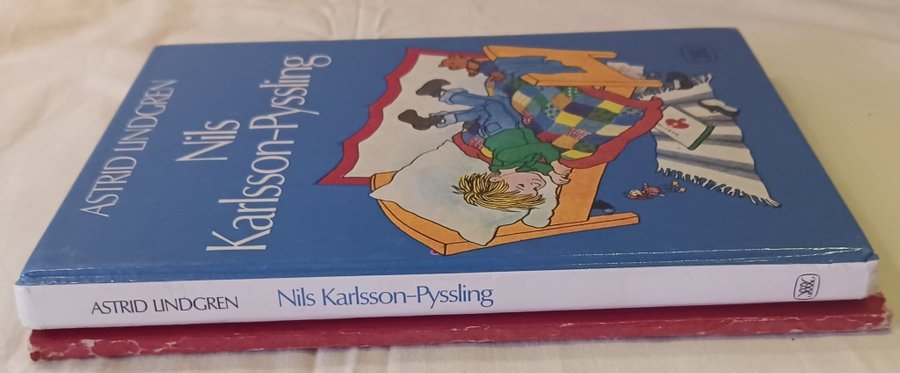 ASTRID LINDGREN
Nils
Karlsson-Pyssling
ASTRID LINDGREN Nils Karlsson-Pyssling